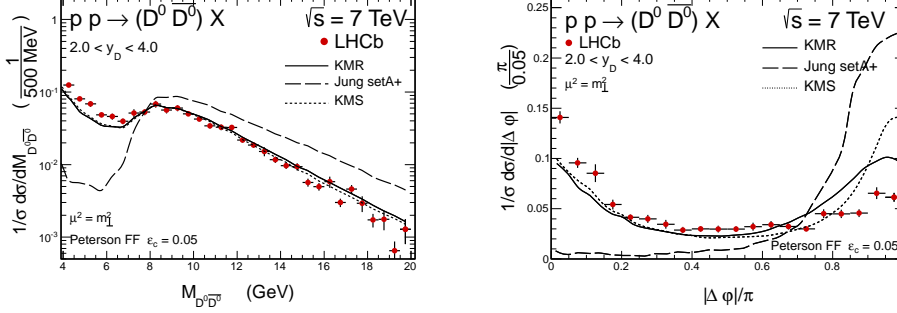 p p → (D⁰ D̅⁰) X √s = 7 TeV
2.0 < y_D < 4.0
LHCb
KMR
Jung setA+
KMS
μ² = m_⊥²
Peterson FF ε_c = 0.05
1/σ dσ/dM_{D⁰D̅⁰} (1/500 MeV)
1
10⁻¹
10⁻²
10⁻³
4 6 8 10 12 14 16 18 20
M_{D⁰D̅⁰} (GeV)
p p → (D⁰ D̅⁰) X √s = 7 TeV
LHCb
2.0 < y_D < 4.0
μ² = m_⊥²
KMR
Jung setA+
KMS
Peterson FF ε_c = 0.05
1/σ dσ/d|Δ φ| (π/0.05)
0.25
0.2
0.15
0.1
0.05
0
0 0.2 0.4 0.6 0.8
|Δ φ|/π